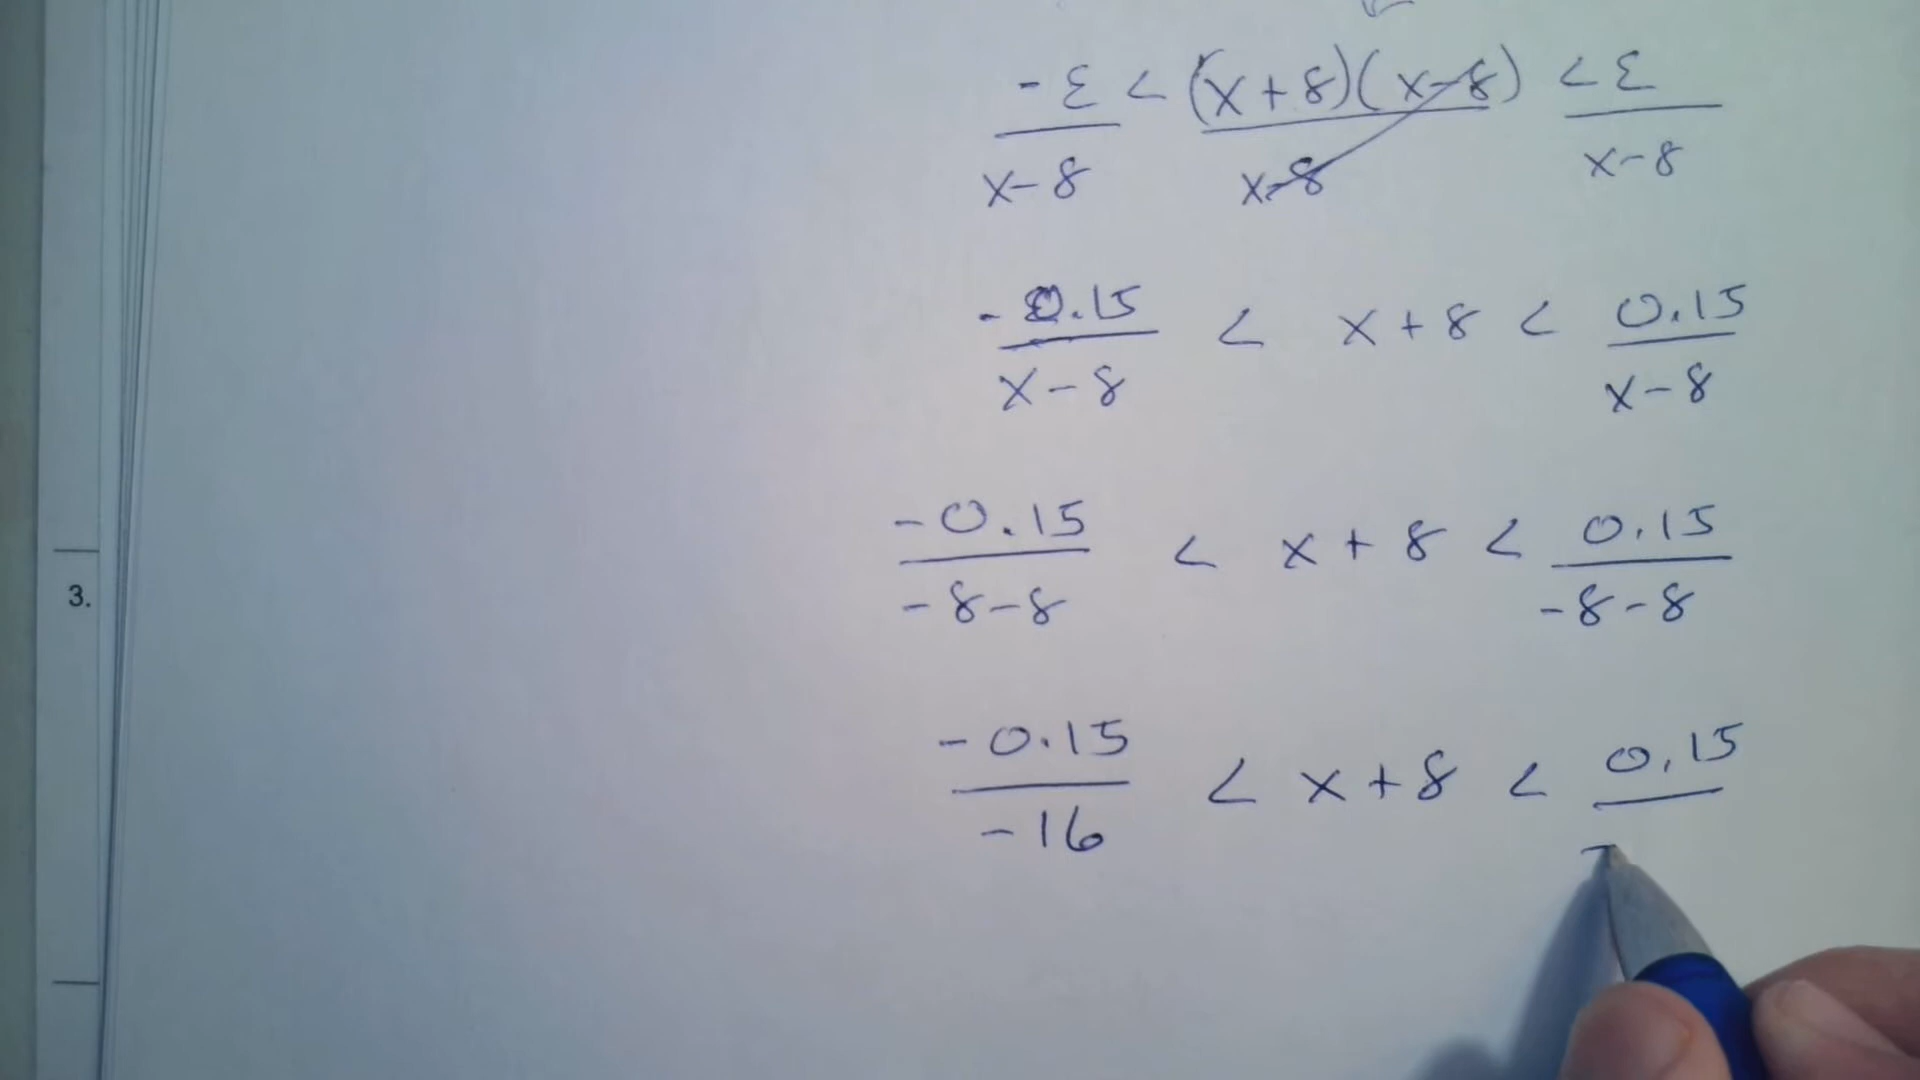 -ε < (x+8)(x-8) < ε
x-8 x-8 x-8
-0.15 < x+8 < 0.15
x-8 x-8
-0.15 < x+8 < 0.15
-8-8 -8-8
3.
-0.15 < x+8 < 0.15
-16 -